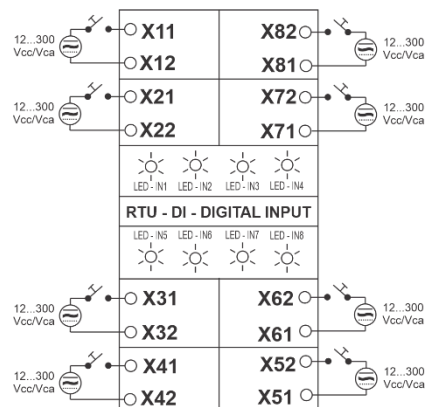 12...300 Vcc/Vca X11 X82 12...300 Vcc/Vca
X12 X81
12...300 Vcc/Vca X21 X72 12...300 Vcc/Vca
X22 X71
LED - IN1 LED - IN2 LED - IN3 LED - IN4
RTU - DI - DIGITAL INPUT
LED - IN5 LED - IN6 LED - IN7 LED - IN8
12...300 Vcc/Vca X31 X62 12...300 Vcc/Vca
X32 X61
12...300 Vcc/Vca X41 X52 12...300 Vcc/Vca
X42 X51